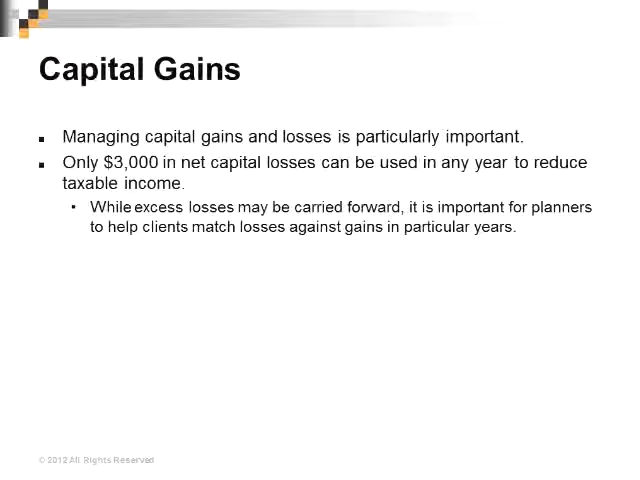 Capital Gains
▪ Managing capital gains and losses is particularly important.
▪ Only $3,000 in net capital losses can be used in any year to reduce
taxable income.
• While excess losses may be carried forward, it is important for planners
to help clients match losses against gains in particular years.
© 2012 All Rights Reserved